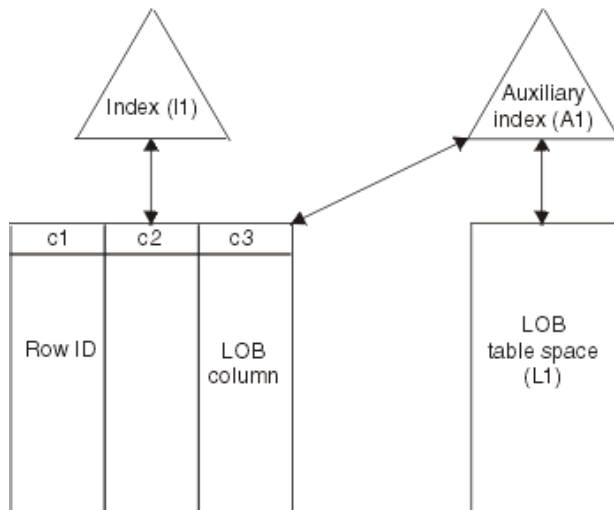 Index (I1)
Auxiliary
index (A1)
c1 c2 c3
Row ID
LOB
column
LOB
table space
(L1)